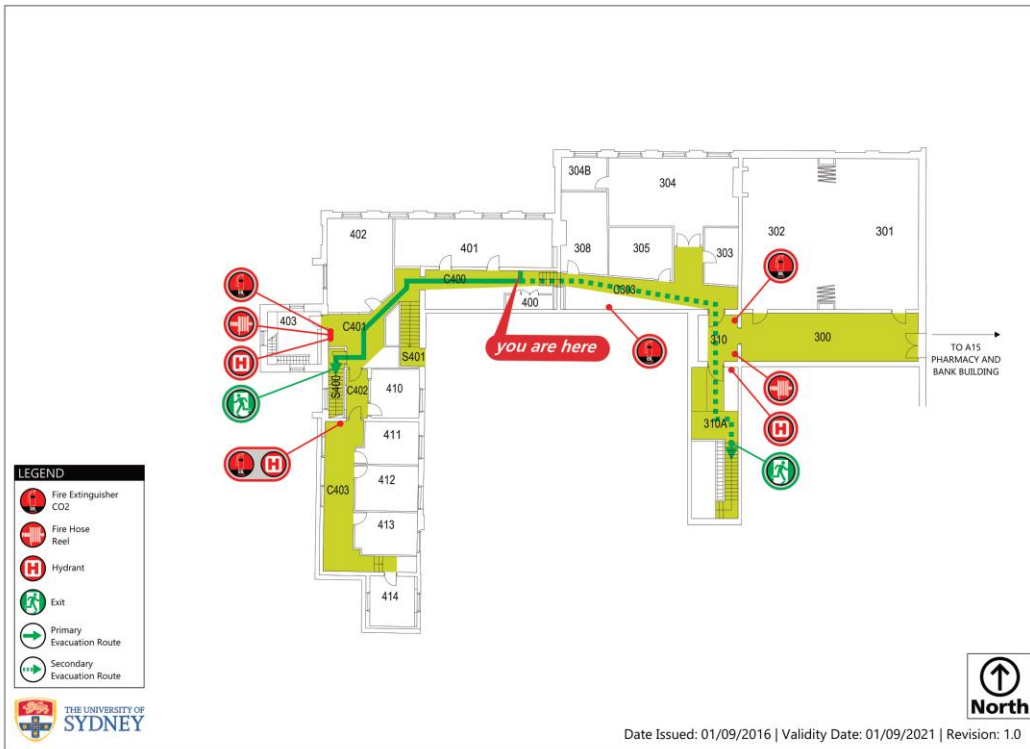 304B
304
402
401
308
305
303
302
301
C400
C303
400
403
C401
you are here
310
300
TO A15
PHARMACY AND
BANK BUILDING
S401
S400
C402
410
310A
411
412
C403
413
414
LEGEND
Fire Extinguisher
CO2
Fire Hose
Reel
H
Hydrant
Exit
Primary
Evacuation Route
Secondary
Evacuation Route
H
H
H
THE UNIVERSITY OF
SYDNEY
North
Date Issued: 01/09/2016 | Validity Date: 01/09/2021 | Revision: 1.0